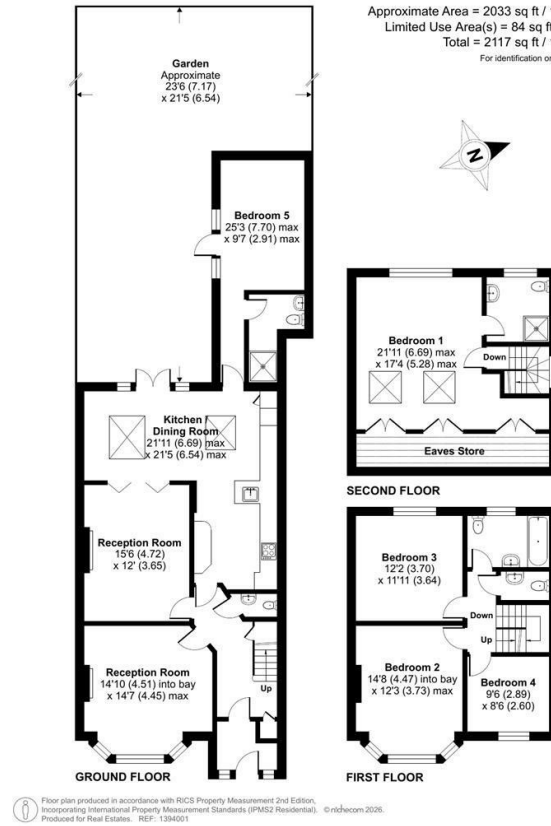 Approximate Area = 2033 sq ft /
Limited Use Area(s) = 84 sq ft
Total = 2117 sq ft /
For identification on
Garden
Approximate
23'6 (7.17)
x 21'5 (6.54)
N
Bedroom 5
25'3 (7.70) max
x 9'7 (2.91) max
Kitchen /
Dining Room
21'11 (6.69) max
x 21'5 (6.54) max
Reception Room
15'6 (4.72)
x 12' (3.65)
Reception Room
14'10 (4.51) into bay
x 14'7 (4.45) max
Up
GROUND FLOOR
Bedroom 1
21'11 (6.69) max
x 17'4 (5.28) max
Down
Eaves Store
SECOND FLOOR
Bedroom 3
12'2 (3.70)
x 11'11 (3.64)
Down
Up
Bedroom 2
14'8 (4.47) into bay
x 12'3 (3.73) max
Bedroom 4
9'6 (2.89)
x 8'6 (2.60)
FIRST FLOOR
Floor plan produced in accordance with RICS Property Measurement 2nd Edition,
Incorporating International Property Measurement Standards (IPMS2 Residential). © nichecom 2026.
Produced for Real Estates. REF: 1394001